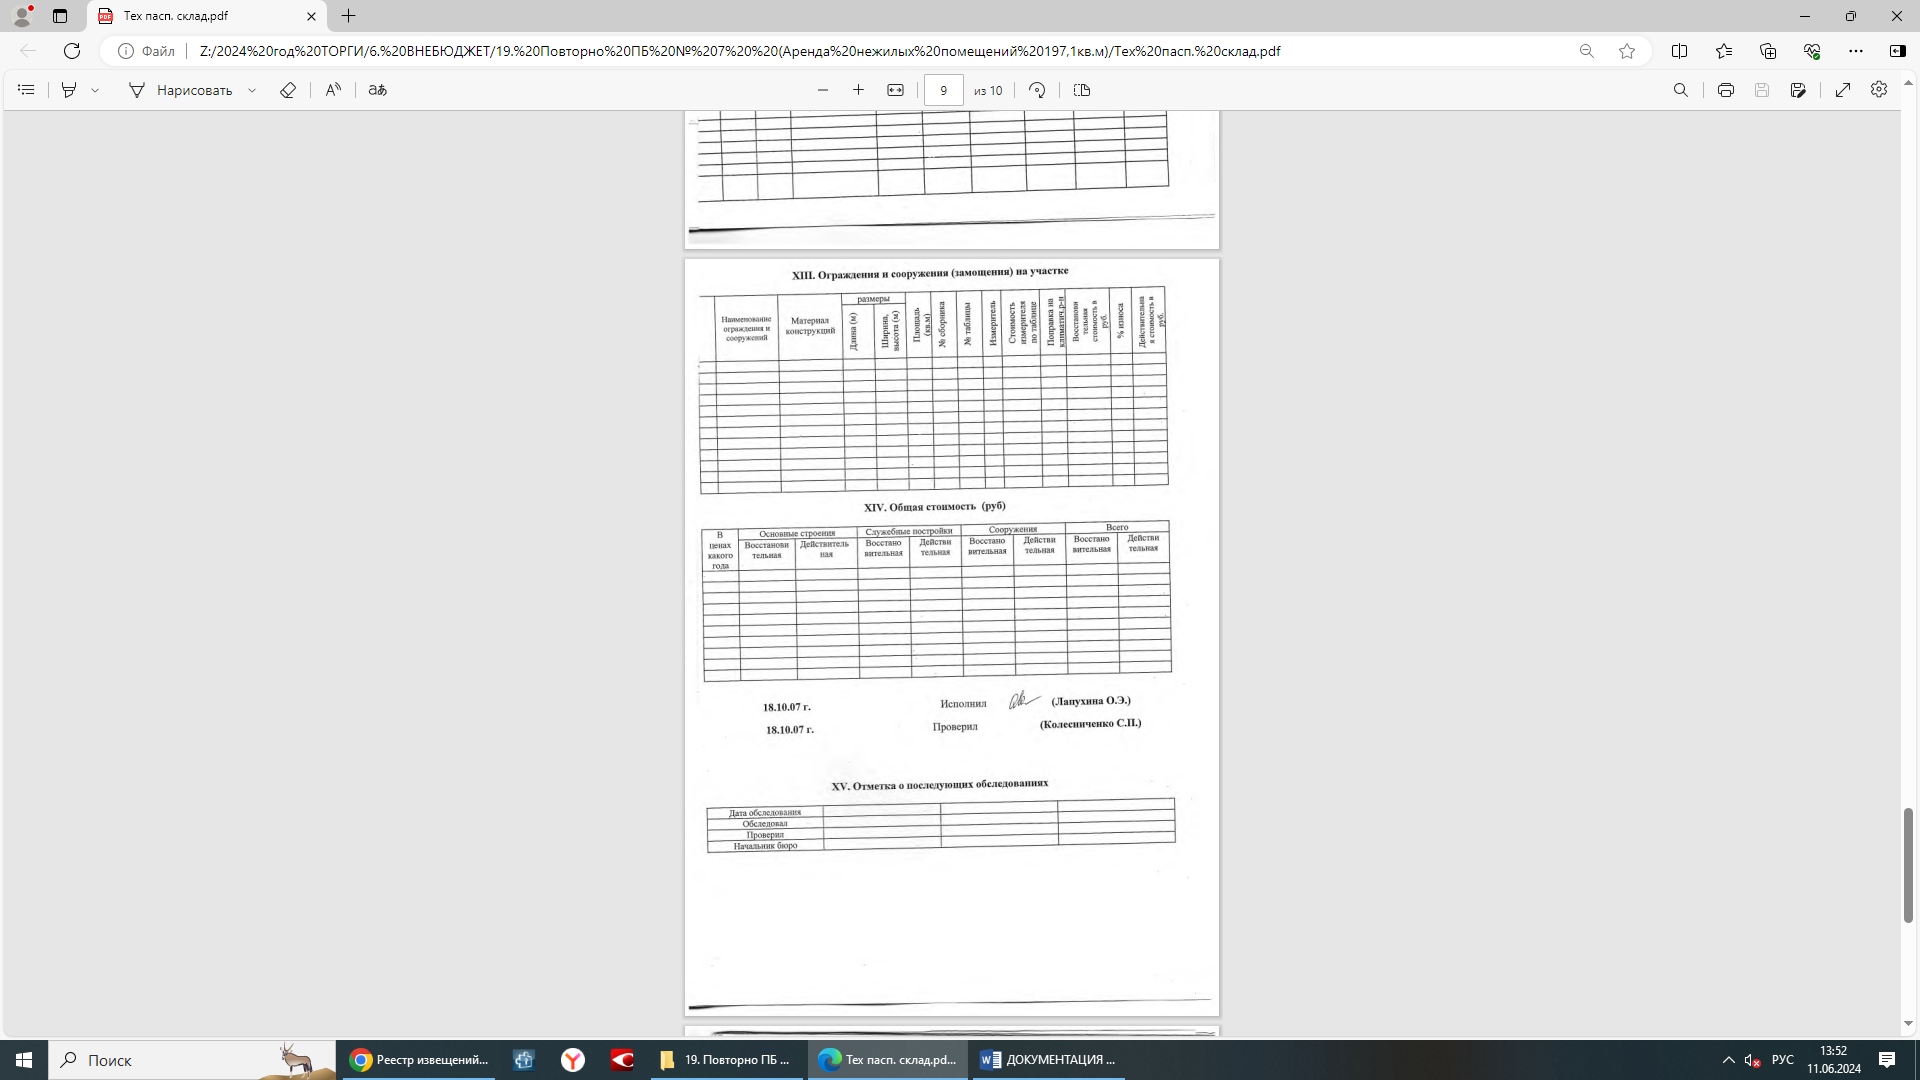 Тех пасп. склад.pdf
Файл
Z:/2024%20год%20ТОРГИ/6.%20ВНЕБЮДЖЕТ/19.%20Повторно%20ПБ%20№%207%20%20(Аренда%20нежилых%20помещений%20197,1кв.м)/Тех%20пасп.%20склад.pdf
Нарисовать
9 из 10
XIII. Ограждения и сооружения (замощения) на участке
Наименование ограждения и сооружений
Материал конструкций
размеры
Длина (м)
Ширина, высота (м)
Площадь (кв.м)
№ сборника
№ таблицы
Измеритель
Стоимость измерителя по таблице
Поправка на климатич.р-н
Восстанови тельная стоимость в руб.
% износа
Действительна я стоимость в руб.
XIV. Общая стоимость (руб)
В ценах какого года
Основные строения
Служебные постройки
Сооружения
Всего
Восстанови тельная
Действитель ная
Восстано вительная
Действи тельная
Восстано вительная
Действи тельная
Восстано вительная
Действи тельная
18.10.07 г. Исполнил (Лапухина О.Э.)
18.10.07 г. Проверил (Колесниченко С.П.)
XV. Отметка о последующих обследованиях
Дата обследования
Обследовал
Проверил
Начальник бюро
Поиск
Реестр извещений...
19. Повторно ПБ ...
Тех пасп. склад.pd...
ДОКУМЕНТАЦИЯ ...
РУС
13:52
11.06.2024